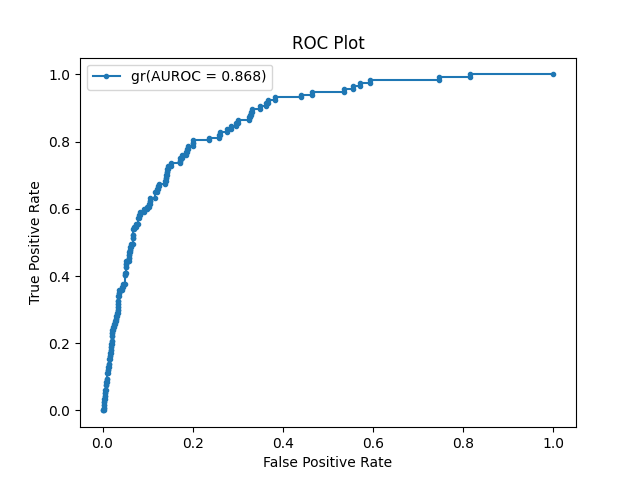 ROC Plot
gr(AUROC = 0.868)
True Positive Rate
1.0
0.8
0.6
0.4
0.2
0.0
0.0 0.2 0.4 0.6 0.8 1.0
False Positive Rate